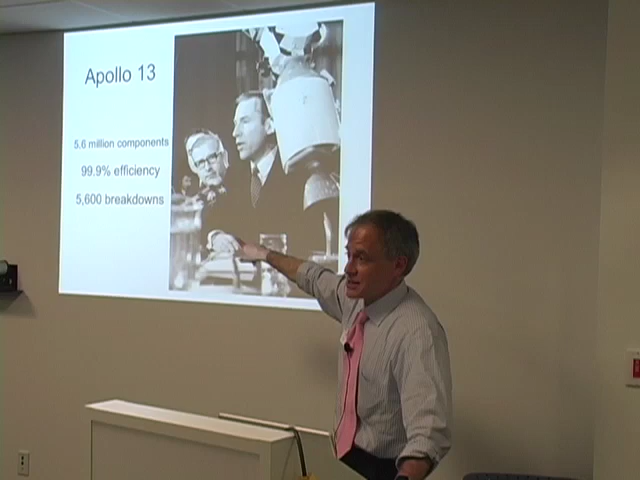 Apollo 13
5.6 million components
99.9% efficiency
5,600 breakdowns